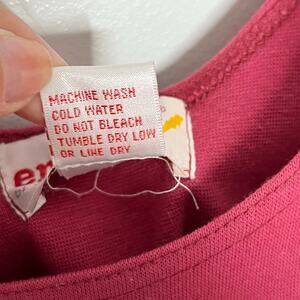 MACHINE WASH
COLD WATER
DO NOT BLEACH
TUMBLE DRY LOW
OR LINE DRY